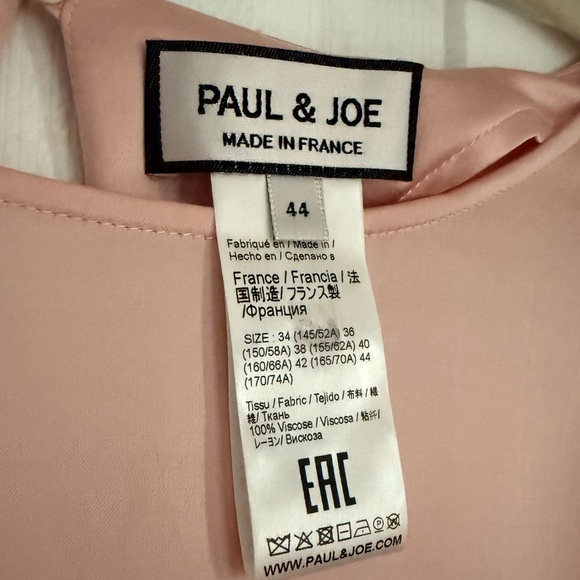 PAUL & JOE
MADE IN FRANCE
44
Fabriqué en / Made in /
Hecho en / Сделано в
France / Francia / 法
国制造/ フランス製
/Франция
SIZE : 34 (145/52A) 36
(150/58A) 38 (155/62A) 40
(160/66A) 42 (165/70A) 44
(170/74A)
Tissu / Fabric / Tejido / 布料 / 繊
維/ Ткань
100% Viscose / Viscosa / 粘纤/
レーヨン/ Вискоза
EAC
WWW.PAUL&JOE.COM